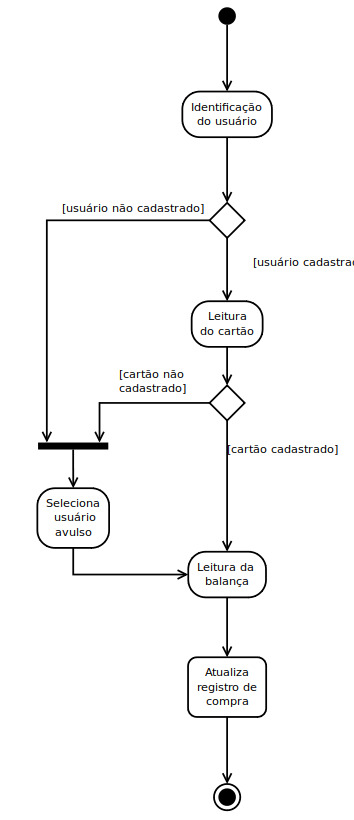 Identificação
do usuário
[usuário não cadastrado]
[usuário cadastrad
Leitura
do cartão
[cartão não
cadastrado]
[cartão cadastrado]
Seleciona
usuário
avulso
Leitura da
balança
Atualiza
registro de
compra